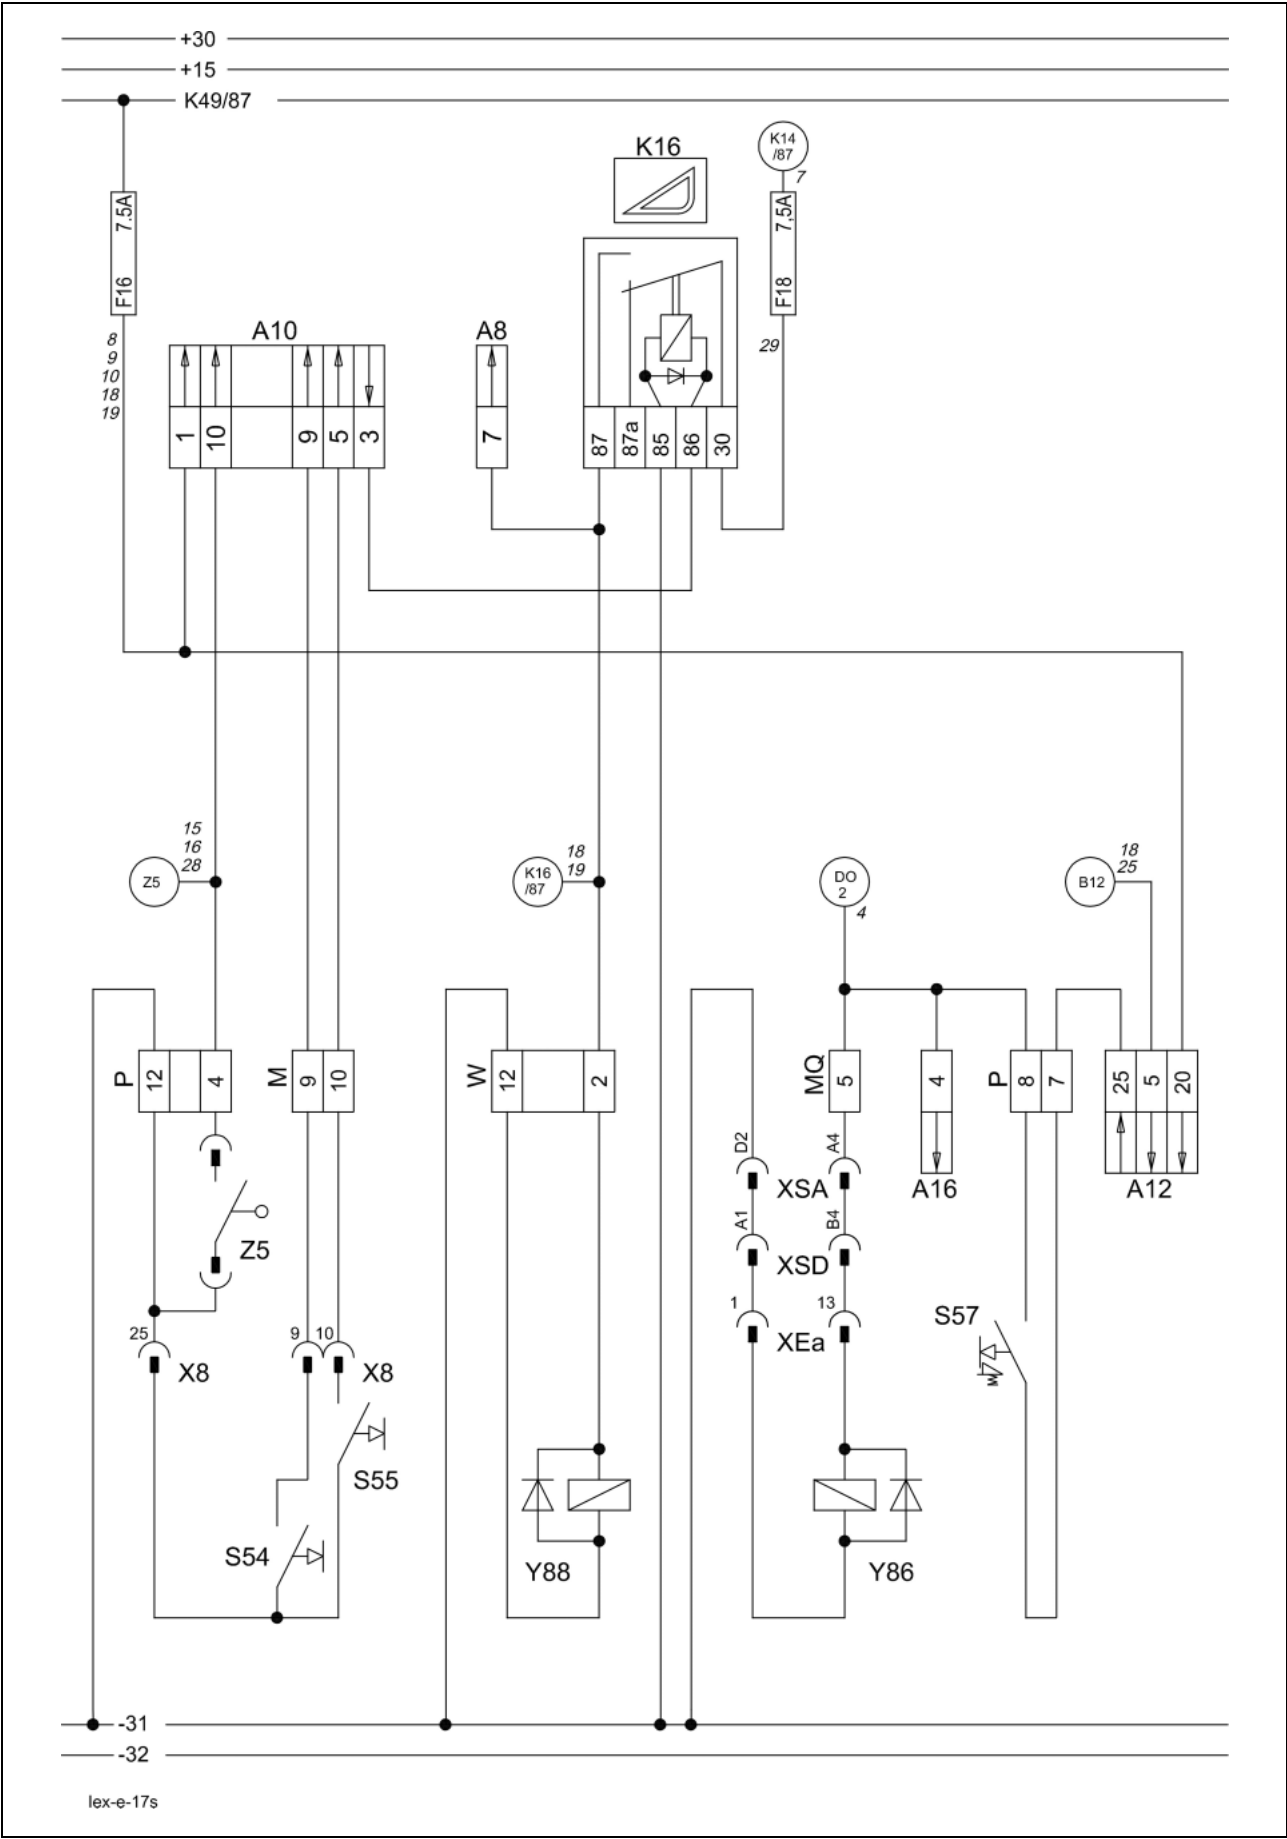 +30
+15
K49/87
K16
K14
/87
7
7.5A
F16
7,5A
F18
8
9
10
18
19
29
A10
A8
1
10
9
5
3
7
87
87a
85
86
30
15
16
28
Z5
18
19
K16
/87
DO
2
4
18
25
B12
P
12
4
M
9
10
W
12
2
MQ
5
4
P
8
7
25
5
20
D2
A4
XSA
A16
A12
A1
B4
Z5
XSD
1
13
XEa
25
X8
9
10
X8
S57
S55
S54
Y88
Y86
-31
-32
lex-e-17s